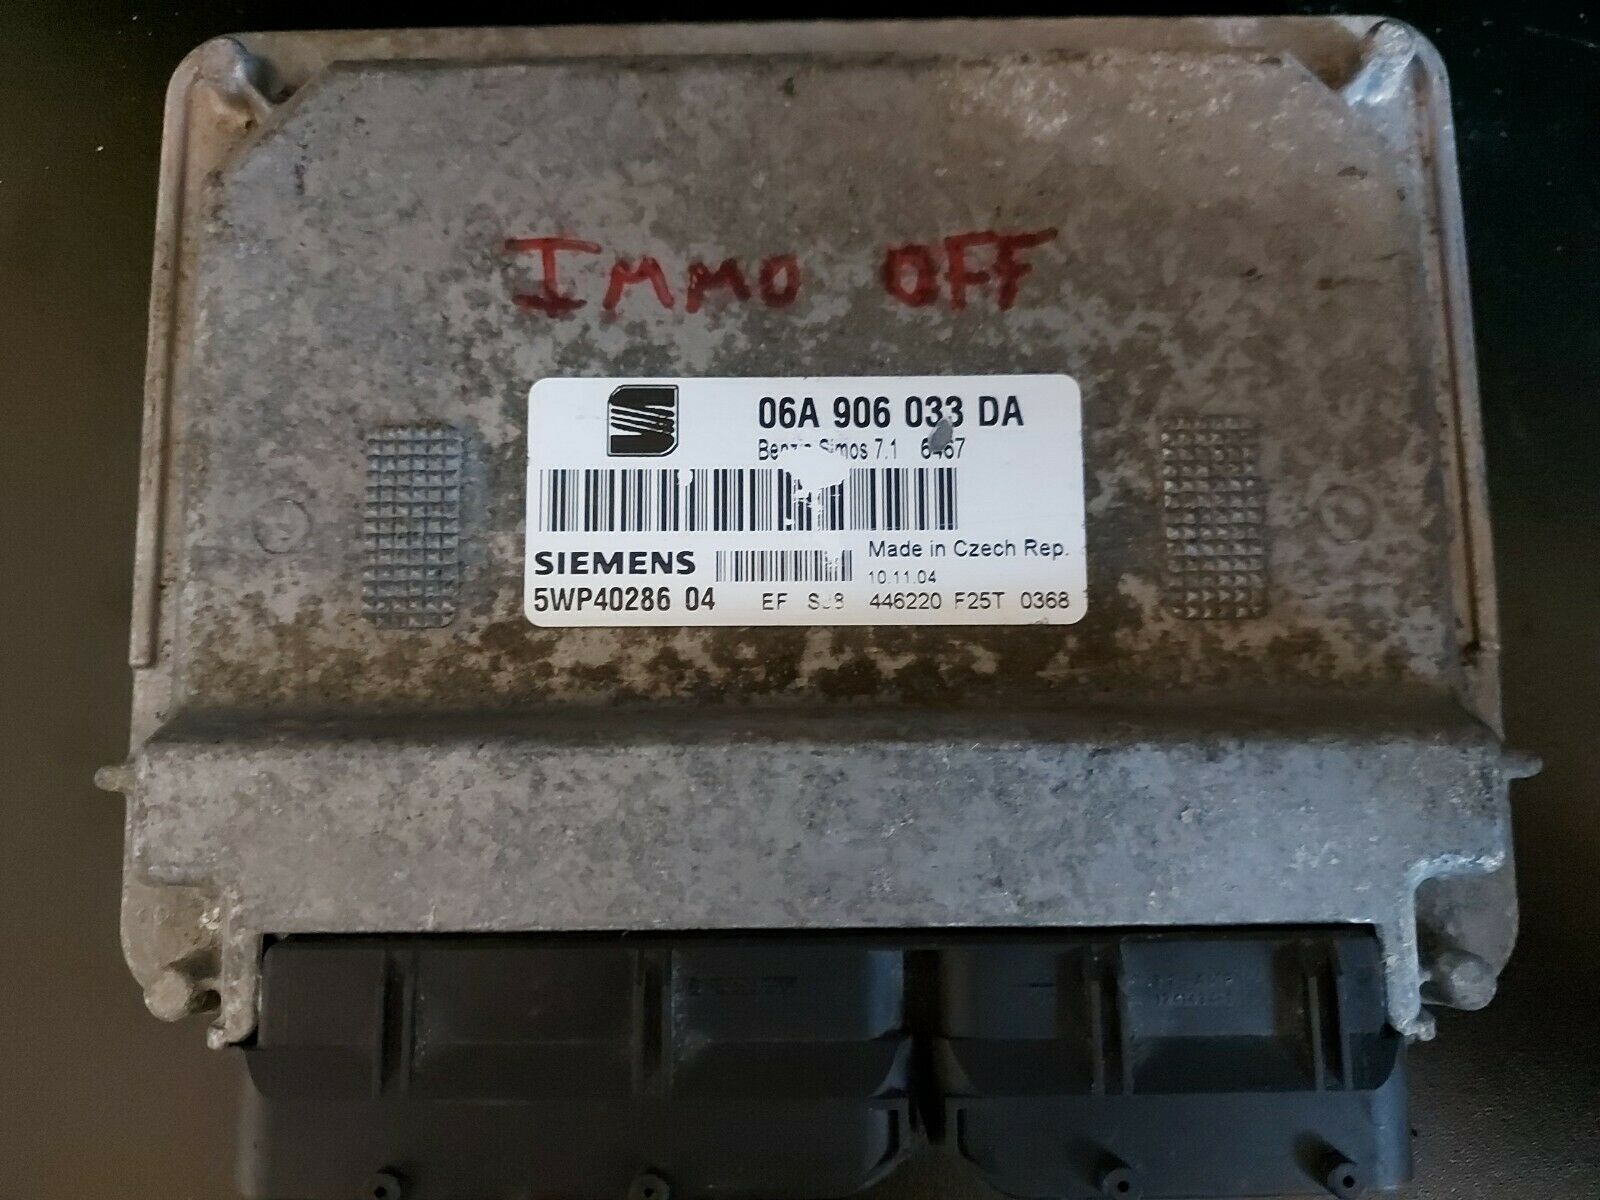 IMMO OFF
06A 906 033 DA
Simos 7.1 6467
SIEMENS
Made in Czech Rep.
10.11.04
5WP40286 04 EF 446220 F25T 0368